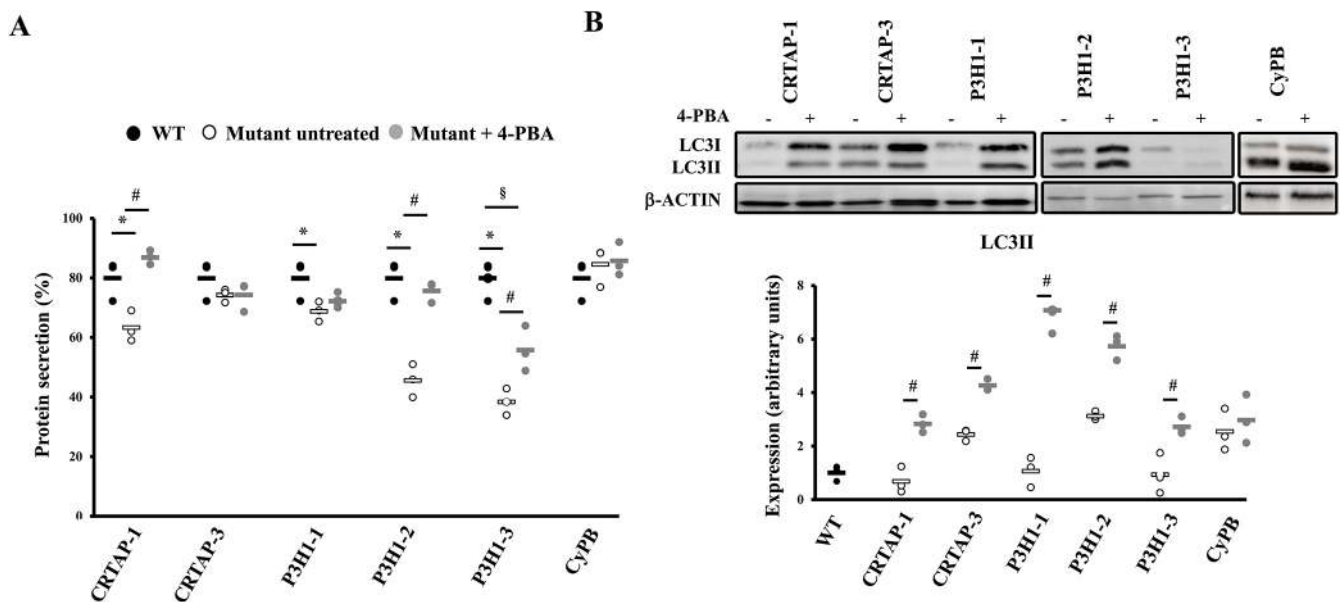 A
WT Mutant untreated Mutant + 4-PBA
Protein secretion (%)
100
80
60
40
20
0
* # * * # * § #
CRTAP-1 CRTAP-3 P3H1-1 P3H1-2 P3H1-3 CyPB
B
CRTAP-1 CRTAP-3 P3H1-1 P3H1-2 P3H1-3 CyPB
4-PBA - + - + - + - + - + - +
LC3I
LC3II
β-ACTIN
LC3II
Expression (arbitrary units)
8
6
4
2
0
# # # # #
WT CRTAP-1 CRTAP-3 P3H1-1 P3H1-2 P3H1-3 CyPB